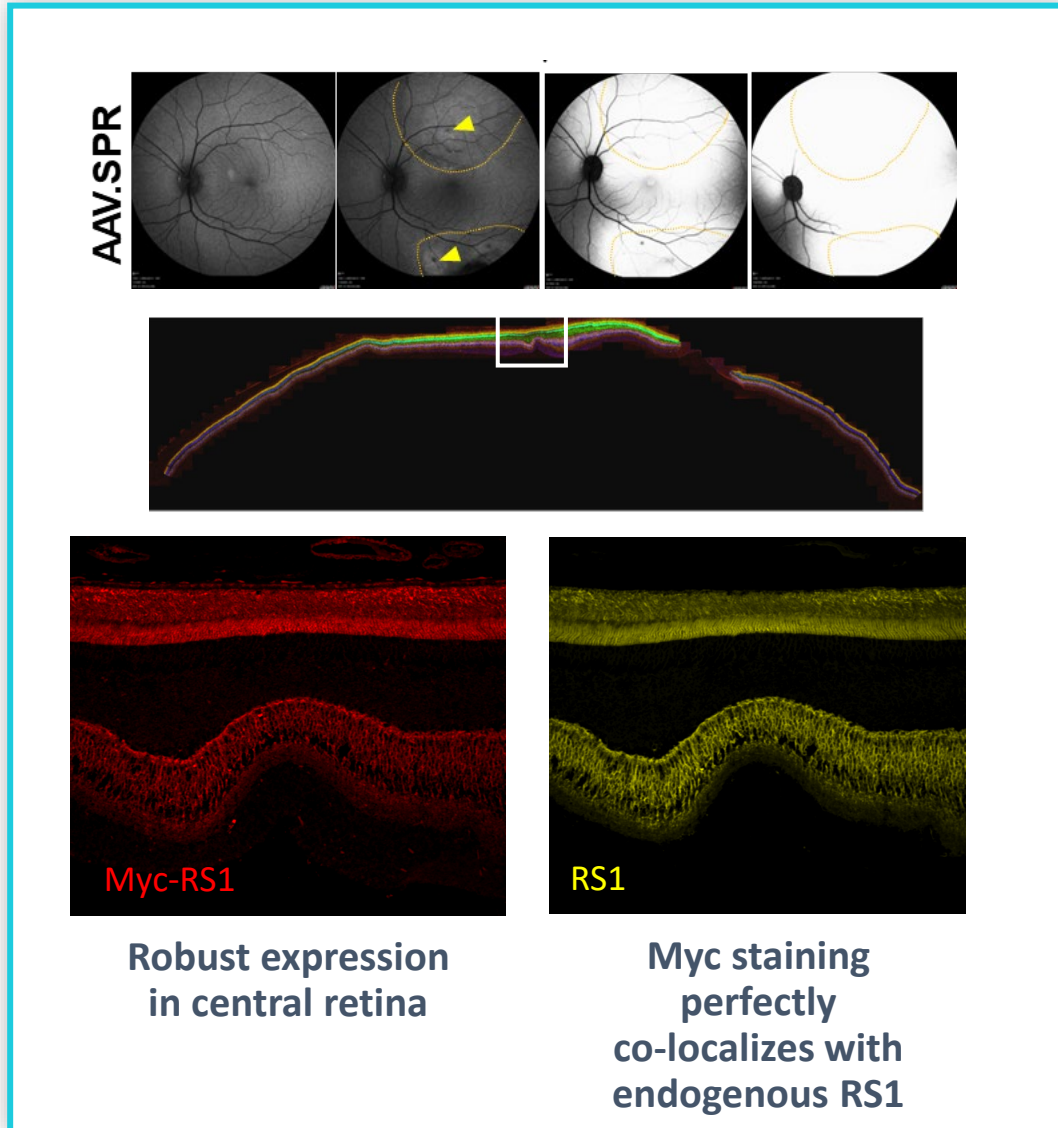 AAV.SPR
Myc-RS1
RS1
Robust expression
in central retina
Myc staining
perfectly
co-localizes with
endogenous RS1